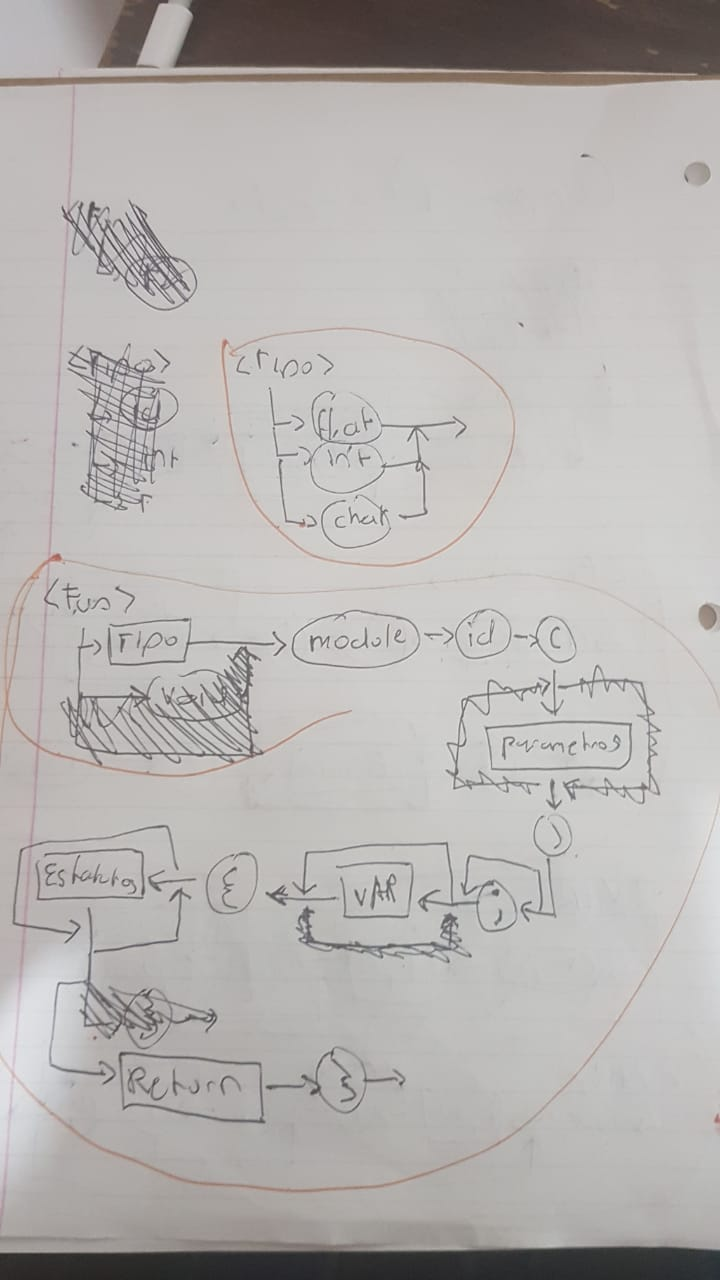 <Tipo>
float
int
char
<Fun>
Tipo module id (
parametros
)
Estatutos { VAR ;
Return }